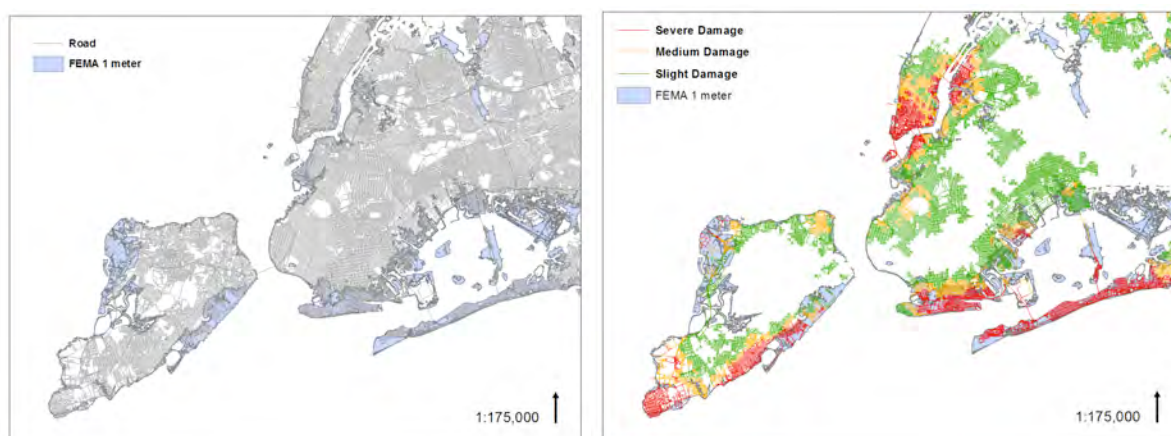 Road
FEMA 1 meter
1:175,000
Severe Damage
Medium Damage
Slight Damage
FEMA 1 meter
1:175,000